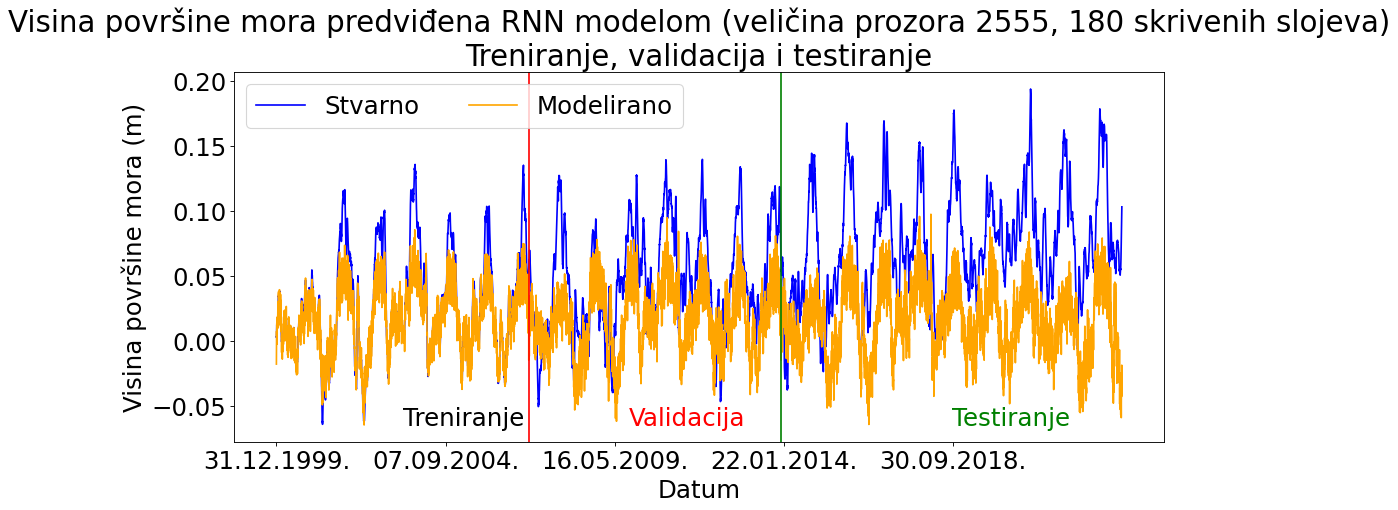 Visina površine mora predviđena RNN modelom (veličina prozora 2555, 180 skrivenih slojeva)
Treniranje, validacija i testiranje
Stvarno
Modelirano
Visina površine mora (m)
0.20
0.15
0.10
0.05
0.00
−0.05
Treniranje
Validacija
Testiranje
31.12.1999.
07.09.2004.
16.05.2009.
22.01.2014.
30.09.2018.
Datum